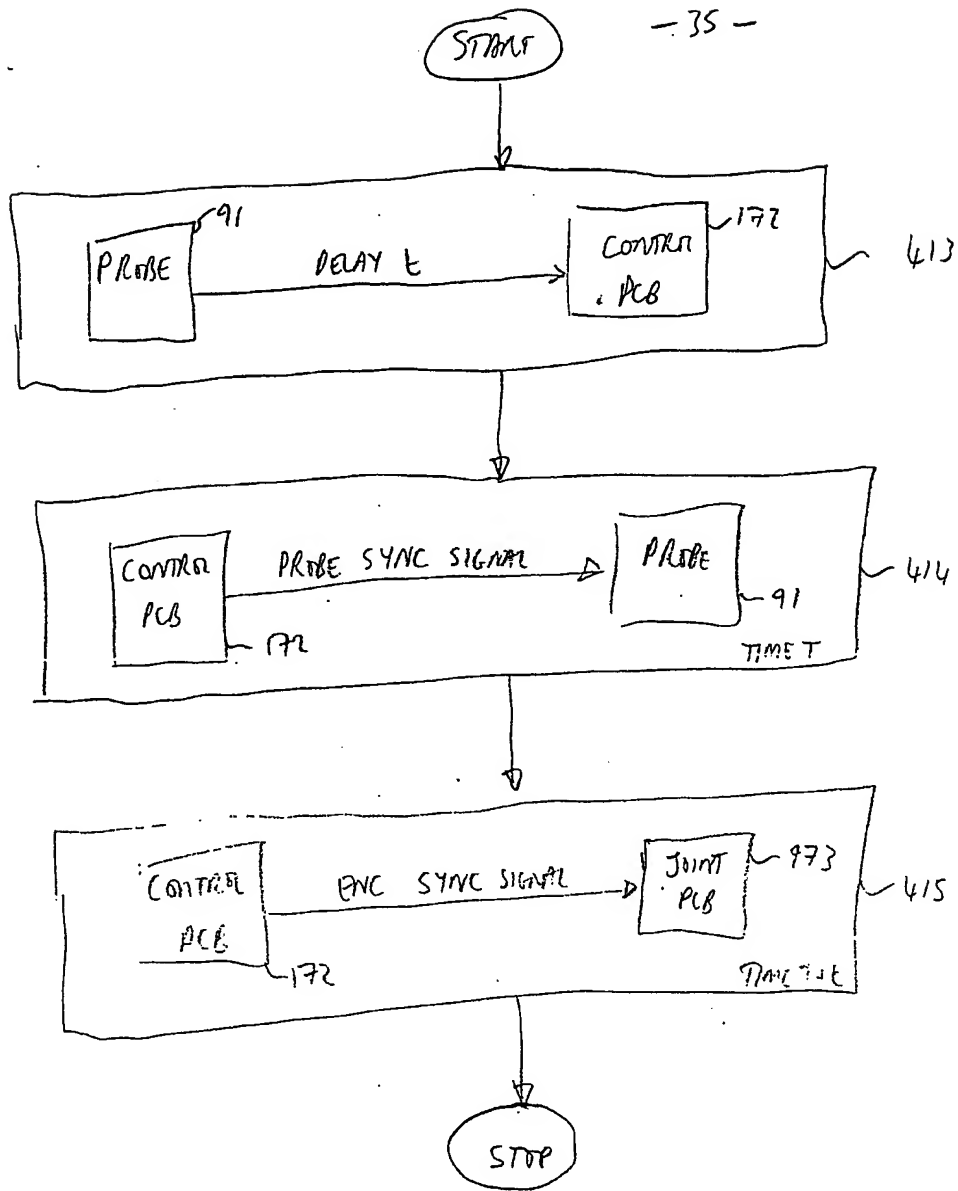 - 35 -
START
91
PROBE
DELAY t
CONTROL
PCB
172
413
CONTROL
PCB
172
PROBE SYNC SIGNAL
PROBE
91
TIME T
414
CONTROL
PCB
172
ENC SYNC SIGNAL
JOINT
PCB
173
TIME T+t
415
STOP